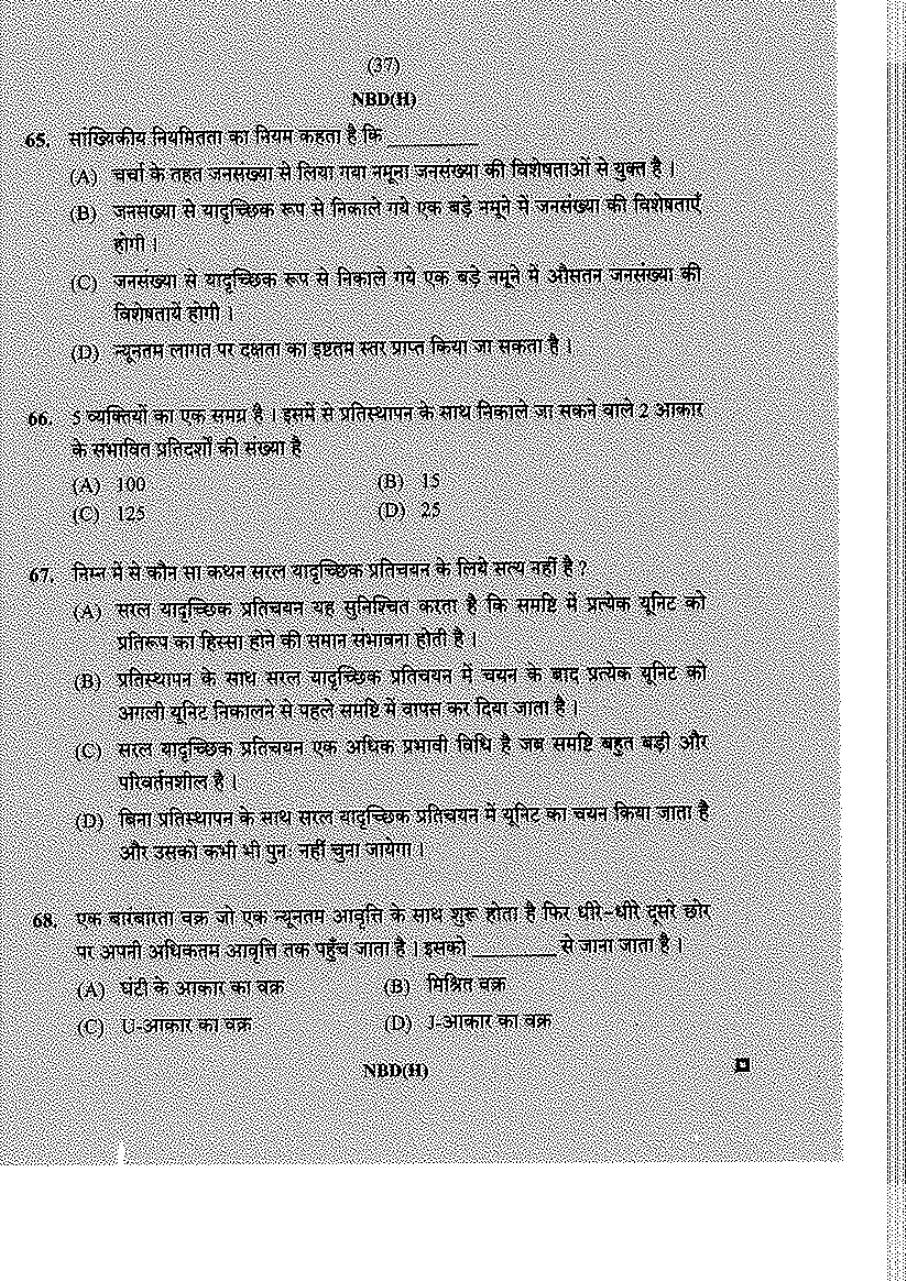 (37)
NBD(H)
65. सांख्यिकीय नियमितता का नियम कहता है कि __________
(A) चर्चा के तहत जनसंख्या से लिया गया नमूना जनसंख्या की विशेषताओं से युक्त है ।
(B) जनसंख्या से यादृच्छिक रूप से निकाले गये एक बड़े नमूने में जनसंख्या की विशेषताएँ
होगी ।
(C) जनसंख्या से यादृच्छिक रूप से निकाले गये एक बड़े नमूने में औसतन जनसंख्या की
विशेषतायें होगी ।
(D) न्यूनतम लागत पर दक्षता का इष्टतम स्तर प्राप्त किया जा सकता है ।
66. 5 व्यक्तियों का एक समग्र है । इसमें से प्रतिस्थापन के साथ निकाले जा सकने वाले 2 आकार
के संभावित प्रतिदर्शों की संख्या है
(A) 100 (B) 15
(C) 125 (D) 25
67. निम्न में से कौन सा कथन सरल यादृच्छिक प्रतिचयन के लिये सत्य नहीं है ?
(A) सरल यादृच्छिक प्रतिचयन यह सुनिश्चित करता है कि समष्टि में प्रत्येक यूनिट को
प्रतिरूप का हिस्सा होने की समान संभावना होती है ।
(B) प्रतिस्थापन के साथ सरल यादृच्छिक प्रतिचयन में चयन के बाद प्रत्येक यूनिट को
अगली यूनिट निकालने से पहले समष्टि में वापस कर दिया जाता है ।
(C) सरल यादृच्छिक प्रतिचयन एक अधिक प्रभावी विधि है जब समष्टि बहुत बड़ी और
परिवर्तनशील है ।
(D) बिना प्रतिस्थापन के साथ सरल यादृच्छिक प्रतिचयन में यूनिट का चयन किया जाता है
और उसको कभी भी पुनः नहीं चुना जायेगा ।
68. एक बारंबारता वक्र जो एक न्यूनतम आवृत्ति के साथ शुरू होता है फिर धीरे-धीरे दूसरे छोर
पर अपनी अधिकतम आवृत्ति तक पहुँच जाता है । इसको _________ से जाना जाता है ।
(A) घंटी के आकार का वक्र (B) मिश्रित वक्र
(C) U-आकार का वक्र (D) J-आकार का वक्र
NBD(H)